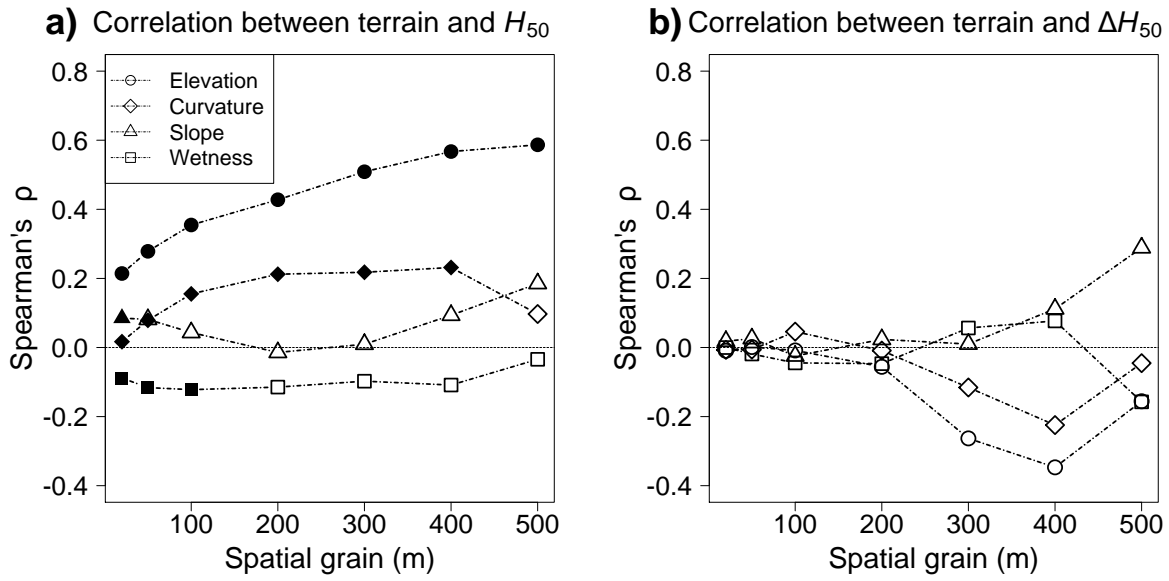 a) Correlation between terrain and H50
0.8
0.6
0.4
0.2
0.0
-0.2
-0.4
Spearman's ρ
Elevation
Curvature
Slope
Wetness
100 200 300 400 500
Spatial grain (m)
b) Correlation between terrain and ΔH50
0.8
0.6
0.4
0.2
0.0
-0.2
-0.4
Spearman's ρ
100 200 300 400 500
Spatial grain (m)